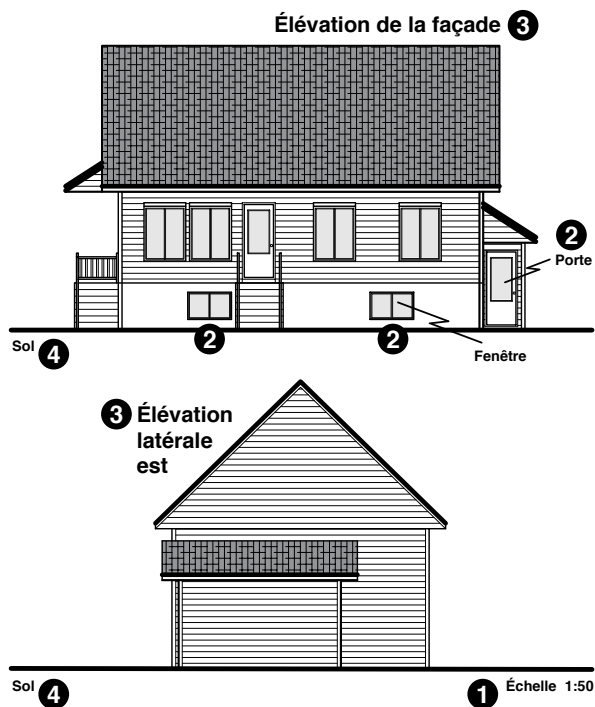 Élévation de la façade 3
2
Porte
Sol 4
2
2
Fenêtre
3 Élévation
latérale
est
Sol 4
1 Échelle 1:50